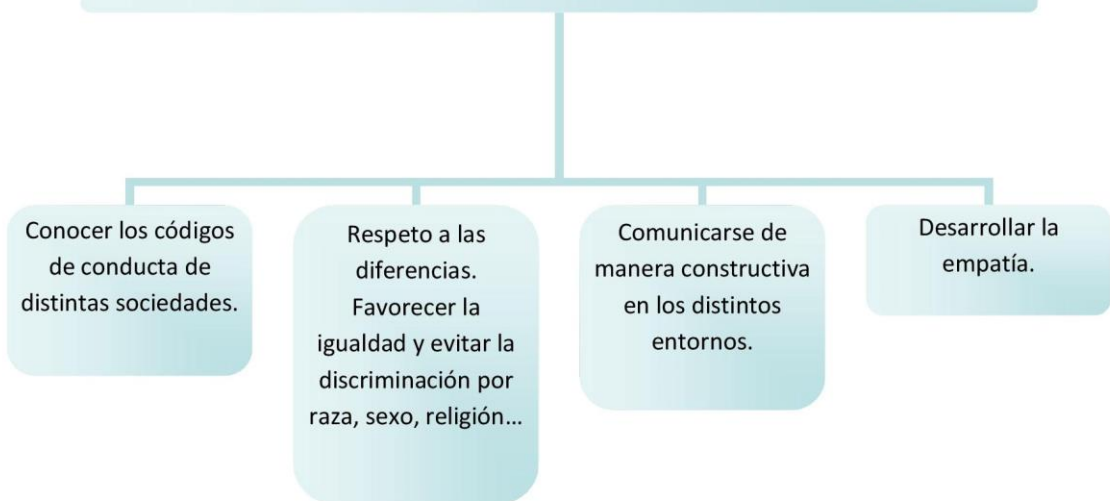 Conocer los códigos
de conducta de
distintas sociedades.
Respeto a las
diferencias.
Favorecer la
igualdad y evitar la
discriminación por
raza, sexo, religión...
Comunicarse de
manera constructiva
en los distintos
entornos.
Desarrollar la
empatía.